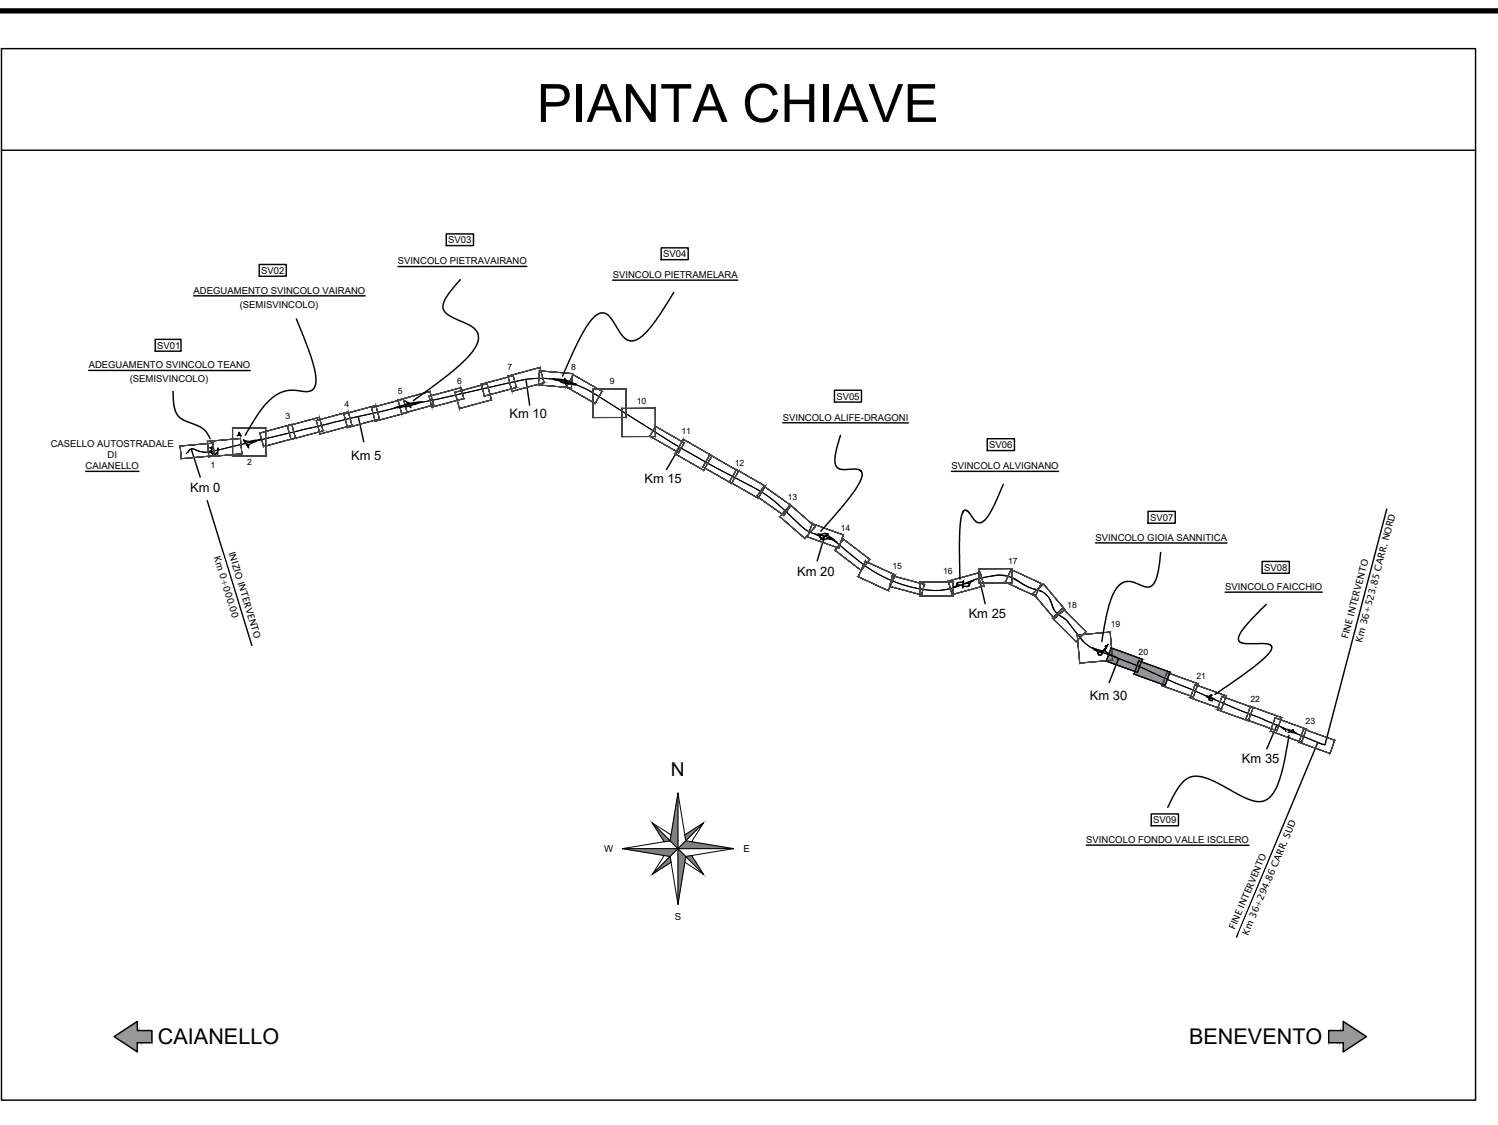 PIANTA CHIAVE
SV01
ADEGUAMENTO SVINCOLO TEANO
(SEMISVINCOLO)
SV02
ADEGUAMENTO SVINCOLO VAIRANO
(SEMISVINCOLO)
SV03
SVINCOLO PIETRAVAIRANO
SV04
SVINCOLO PIETRAMELARA
SV05
SVINCOLO ALIFE-DRAGONI
SV06
SVINCOLO ALVIGNANO
SV07
SVINCOLO GIOIA SANNITICA
SV08
SVINCOLO FAICCHIO
SV09
SVINCOLO FONDO VALLE ISCLERO
CASELLO AUTOSTRADALE
DI
CAIANELLO
1
2
3
4
5
6
7
8
9
10
11
12
13
14
15
16
17
18
19
20
21
22
23
Km 0
Km 5
Km 10
Km 15
Km 20
Km 25
Km 30
Km 35
INIZIO INTERVENTO
Km 0+000.00
FINE INTERVENTO
Km 36+523.85 CARR. NORD
FINE INTERVENTO
Km 36+294.86 CARR. SUD
N
W
E
S
CAIANELLO
BENEVENTO